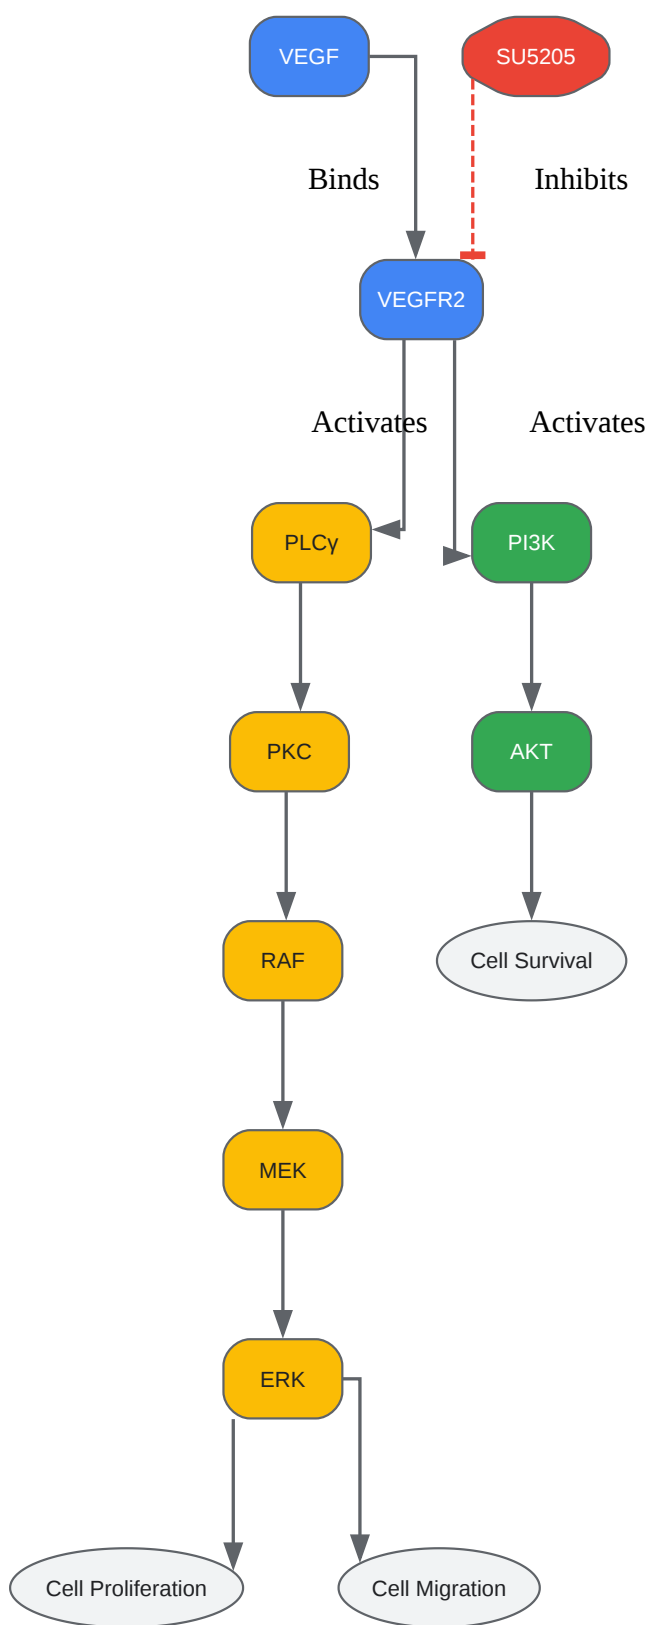 VEGF
SU5205
Binds
Inhibits
VEGFR2
Activates
Activates
PLCγ
PI3K
PKC
AKT
RAF
Cell Survival
MEK
ERK
Cell Proliferation
Cell Migration